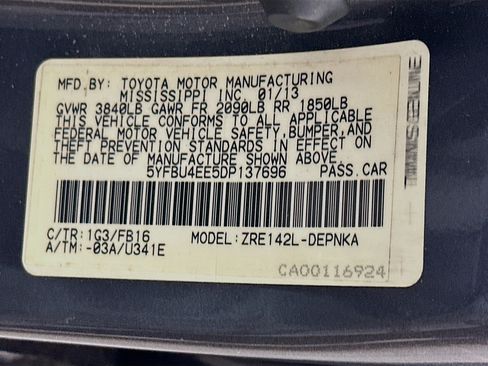 MFD.BY: TOYOTA MOTOR MANUFACTURING
MISSISSIPPI INC. 01/13
GVWR 3840LB GAWR FR 2090LB RR 1850LB
THIS VEHICLE CONFORMS TO ALL APPLICABLE
FEDERAL MOTOR VEHICLE SAFETY,BUMPER,AND
THEFT PREVENTION STANDARDS IN EFFECT ON
THE DATE OF MANUFACTURE SHOWN ABOVE.
5YFBU4EE5DP137696 PASS.CAR
C/TR:1G3/FB16 MODEL:ZRE142L-DEPNKA
A/TM:-03A/U341E
CA00116924